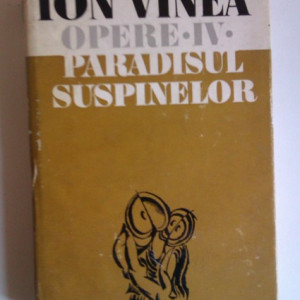 ION VINEA
OPERE·IV·
PARADISUL
SUSPINELOR